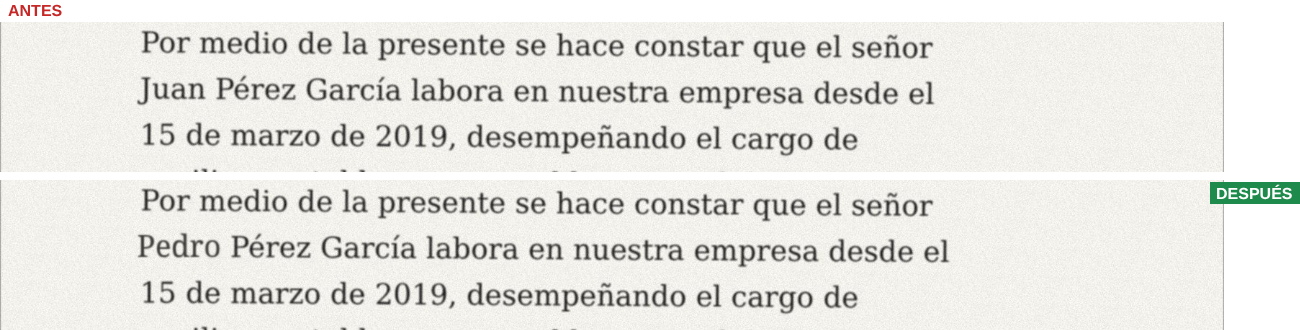 ANTES
Por medio de la presente se hace constar que el señor
Juan Pérez García labora en nuestra empresa desde el
15 de marzo de 2019, desempeñando el cargo de
DESPUÉS
Por medio de la presente se hace constar que el señor
Pedro Pérez García labora en nuestra empresa desde el
15 de marzo de 2019, desempeñando el cargo de